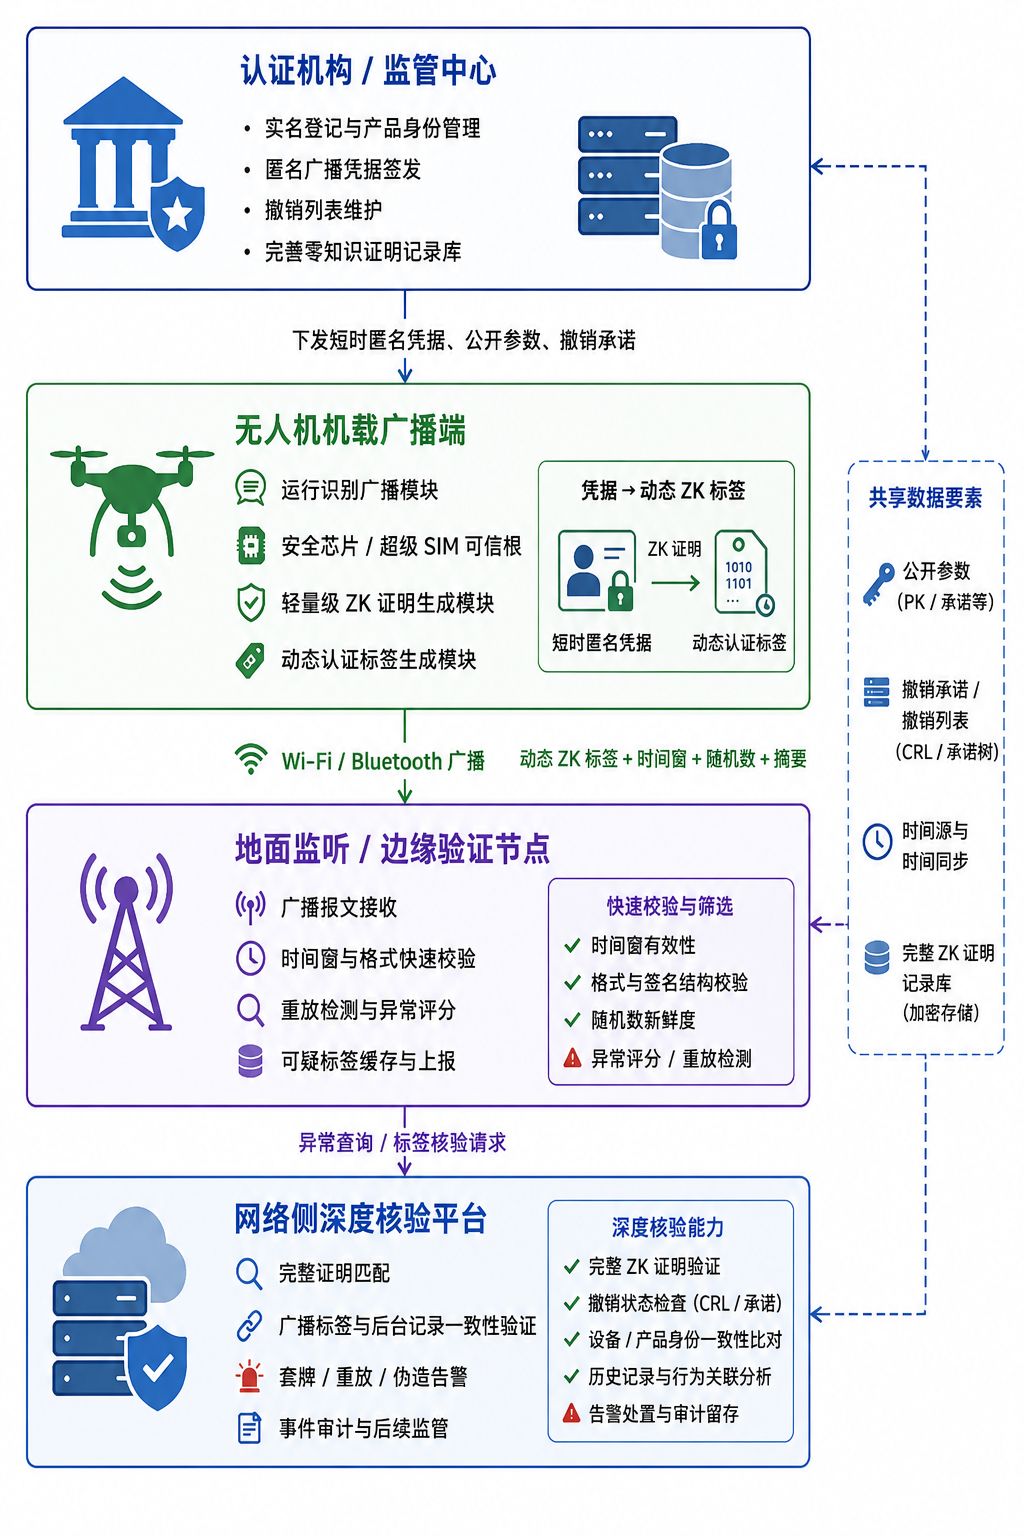 认证机构 / 监管中心
• 实名登记与产品身份管理
• 匿名广播凭据签发
• 撤销列表维护
• 完善零知识证明记录库
下发短时匿名凭据、公开参数、撤销承诺
无人机机载广播端
运行识别广播模块
安全芯片 / 超级 SIM 可信根
轻量级 ZK 证明生成模块
动态认证标签生成模块
凭据→动态 ZK 标签
ZK 证明
1010
1101
...
短时匿名凭据
动态认证标签
Wi-Fi / Bluetooth 广播
动态 ZK 标签 + 时间窗 + 随机数 + 摘要
地面监听 / 边缘验证节点
广播报文接收
时间窗与格式快速校验
重放检测与异常评分
可疑标签缓存与上报
快速校验与筛选
时间窗有效性
格式与签名结构校验
随机数新鲜度
异常评分 / 重放检测
异常查询 / 标签核验请求
网络侧深度核验平台
完整证明匹配
广播标签与后台记录一致性验证
套牌 / 重放 / 伪造告警
事件审计与后续监管
深度核验能力
完整 ZK 证明验证
撤销状态检查 (CRL / 承诺)
设备 / 产品身份一致性比对
历史记录与行为关联分析
告警处置与审计留存
共享数据要素
公开参数
(PK / 承诺等)
撤销承诺 /
撤销列表
(CRL / 承诺树)
时间源与
时间同步
完整 ZK 证明
记录库
(加密存储)